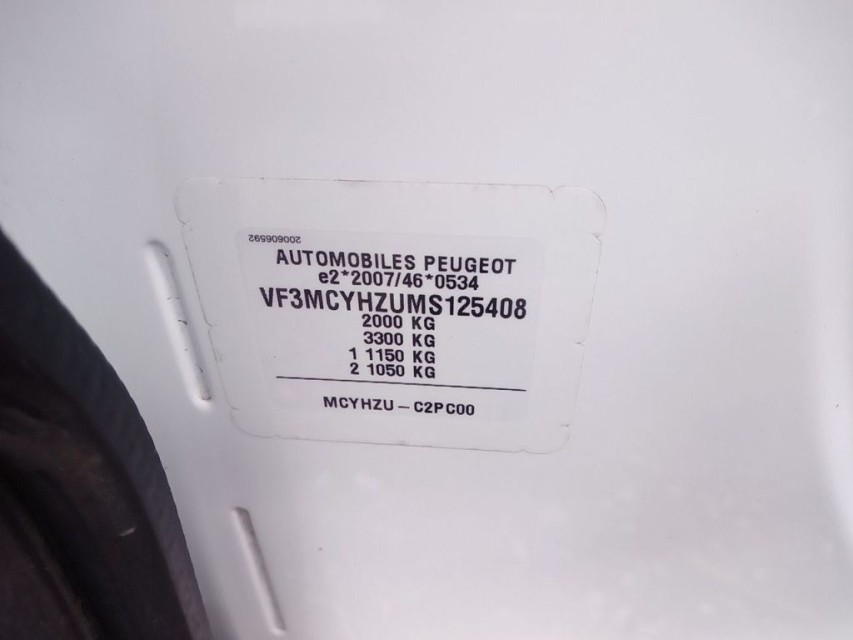 200606592
AUTOMOBILES PEUGEOT
e2*2007/46*0534
VF3MCYHZUMS125408
2000 KG
3300 KG
1 1150 KG
2 1050 KG
MCYHZU – C2PC00